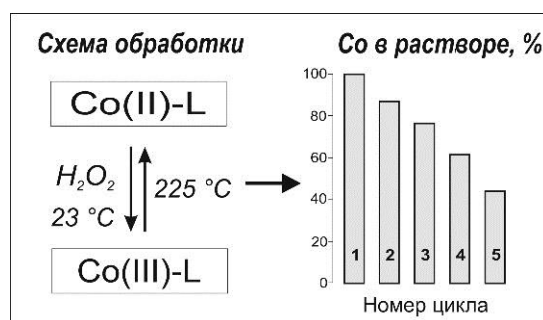 Схема обработки
Co(II)-L
H₂O₂
23 °C
225 °C
Co(III)-L
Со в растворе, %
100
80
60
40
20
0
1
2
3
4
5
Номер цикла